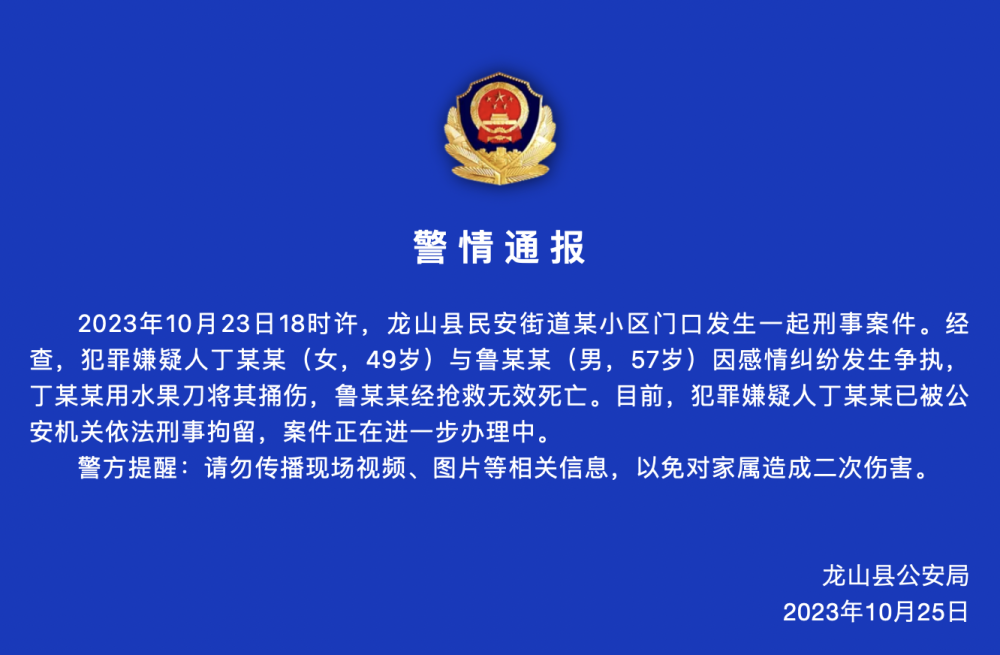 警情通报
2023年10月23日18时许，龙山县民安街道某小区门口发生一起刑事案件。经
查，犯罪嫌疑人丁某某（女，49岁）与鲁某某（男，57岁）因感情纠纷发生争执，
丁某某用水果刀将其捅伤，鲁某某经抢救无效死亡。目前，犯罪嫌疑人丁某某已被公
安机关依法刑事拘留，案件正在进一步办理中。
警方提醒：请勿传播现场视频、图片等相关信息，以免对家属造成二次伤害。
龙山县公安局
2023年10月25日